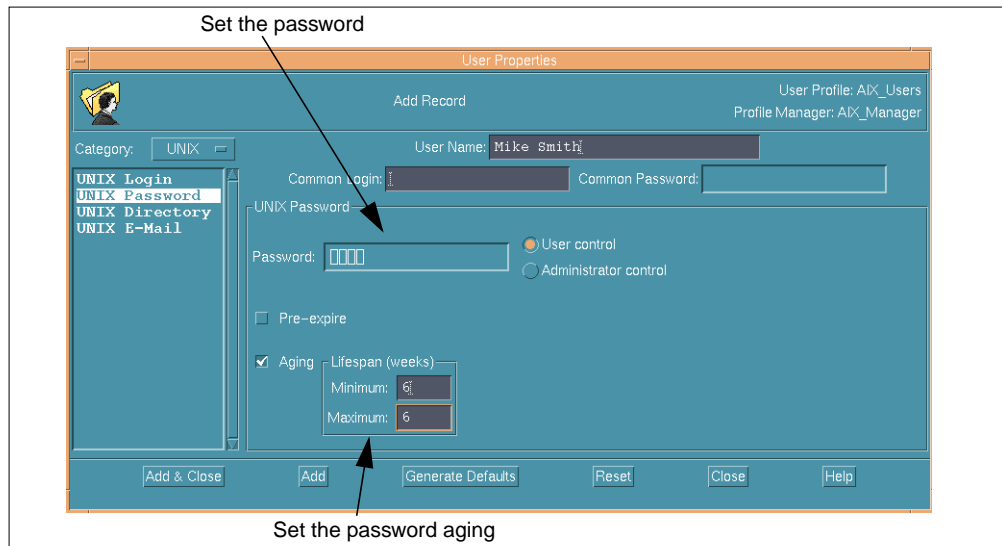 Set the password
User Properties
Add Record
User Profile: AIX_Users
Profile Manager: AIX_Manager
Category: UNIX
User Name: Mike Smith
UNIX Login
UNIX Password
UNIX Directory
UNIX E-Mail
Common Login:
Common Password:
UNIX Password
Password:
User control
Administrator control
Pre-expire
Aging
Lifespan (weeks)
Minimum: 6
Maximum: 6
Add & Close
Add
Generate Defaults
Reset
Close
Help
Set the password aging